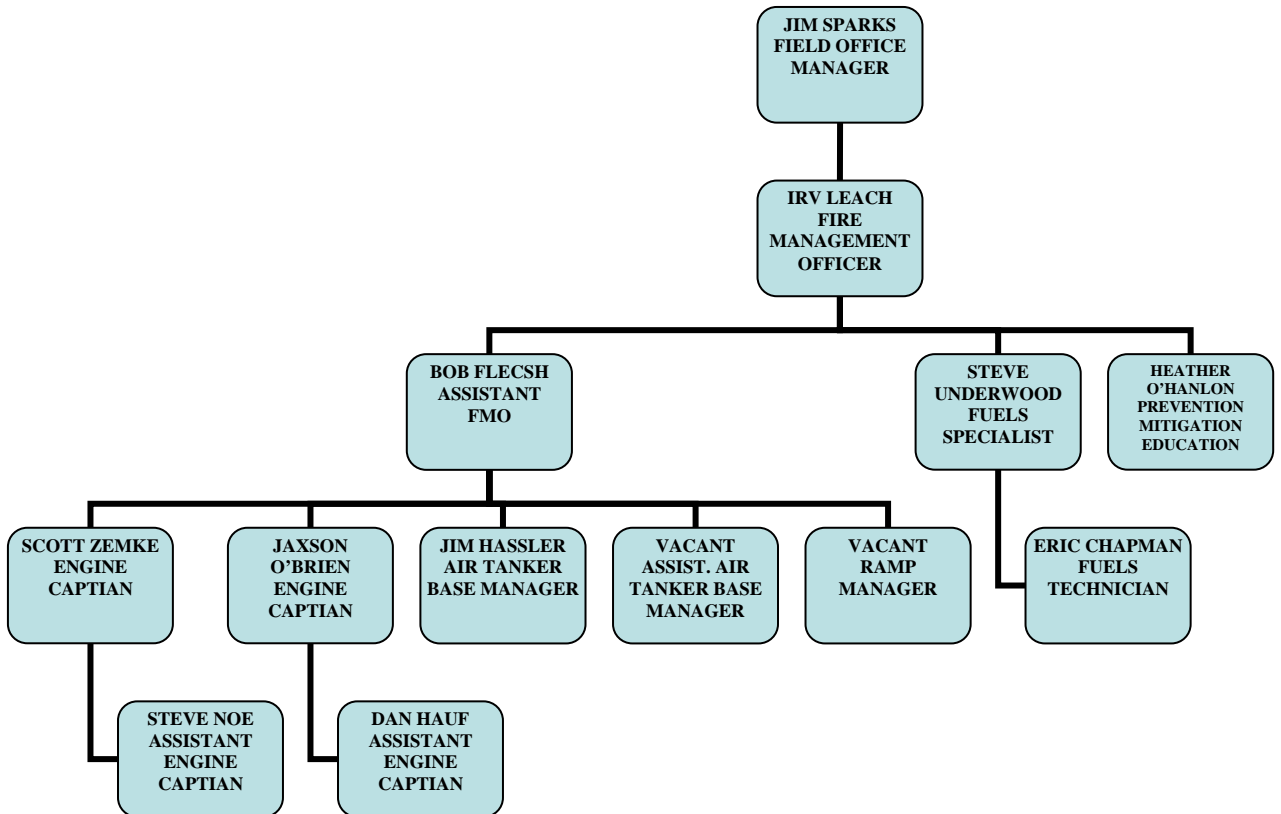 JIM SPARKS
FIELD OFFICE
MANAGER
IRV LEACH
FIRE
MANAGEMENT
OFFICER
BOB FLECSH
ASSISTANT
FMO
STEVE
UNDERWOOD
FUELS
SPECIALIST
HEATHER
O’HANLON
PREVENTION
MITIGATION
EDUCATION
SCOTT ZEMKE
ENGINE
CAPTIAN
JAXSON
O’BRIEN
ENGINE
CAPTIAN
JIM HASSLER
AIR TANKER
BASE MANAGER
VACANT
ASSIST. AIR
TANKER BASE
MANAGER
VACANT
RAMP
MANAGER
ERIC CHAPMAN
FUELS
TECHNICIAN
STEVE NOE
ASSISTANT
ENGINE
CAPTIAN
DAN HAUF
ASSISTANT
ENGINE
CAPTIAN